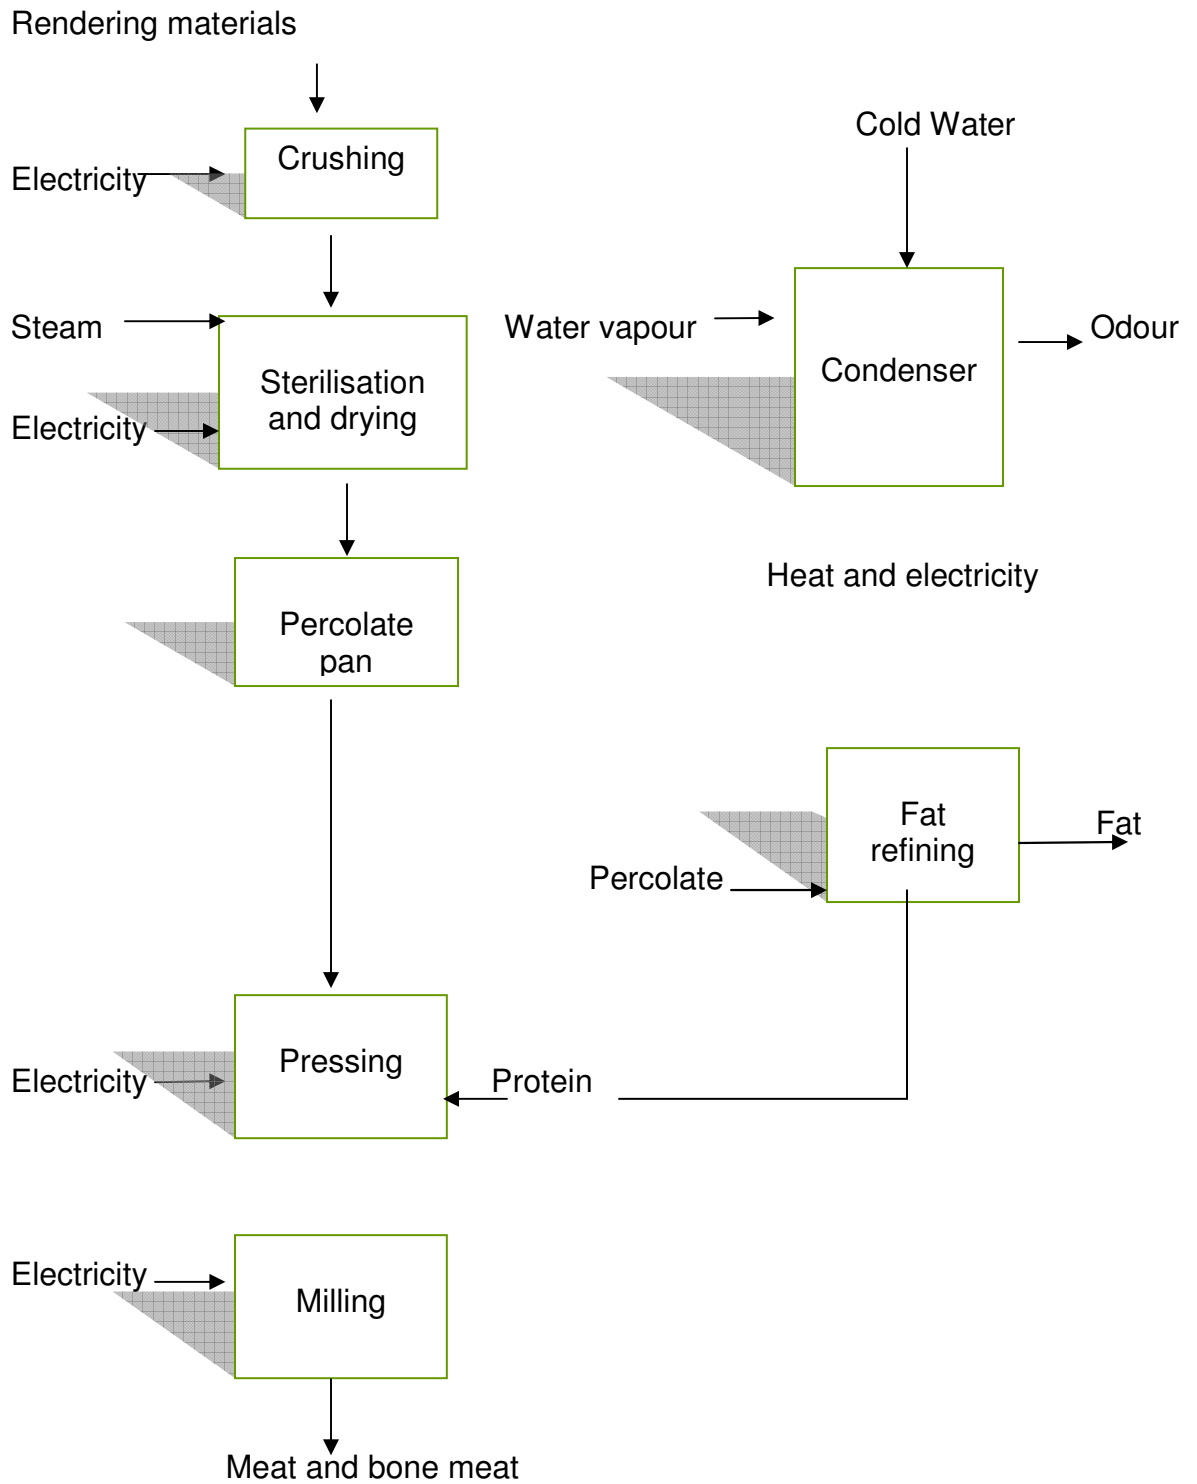 Rendering materials
Cold Water
Crushing
Electricity
Steam
Water vapour
Odour
Condenser
Sterilisation
and drying
Electricity
Heat and electricity
Percolate
pan
Fat
refining
Fat
Percolate
Pressing
Electricity
Protein
Electricity
Milling
Meat and bone meat